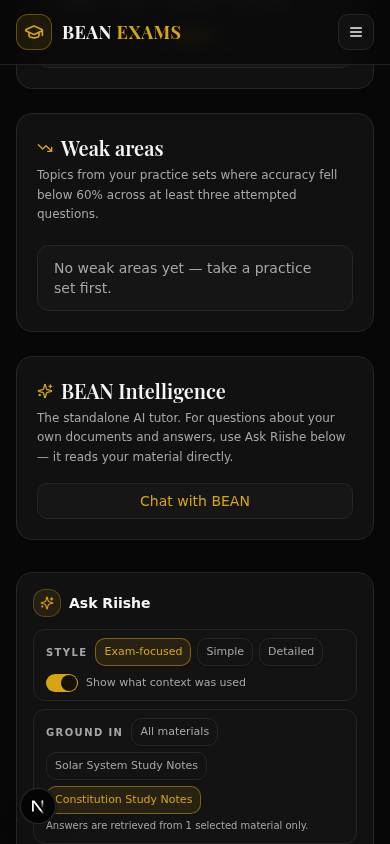 BEAN EXAMS
Weak areas
Topics from your practice sets where accuracy fell
below 60% across at least three attempted
questions.
No weak areas yet — take a practice
set first.
BEAN Intelligence
The standalone AI tutor. For questions about your
own documents and answers, use Ask Riishe below
— it reads your material directly.
Chat with BEAN
Ask Riishe
STYLE Exam-focused Simple Detailed
Show what context was used
GROUND IN All materials
Solar System Study Notes
Constitution Study Notes
N
Answers are retrieved from 1 selected material only.